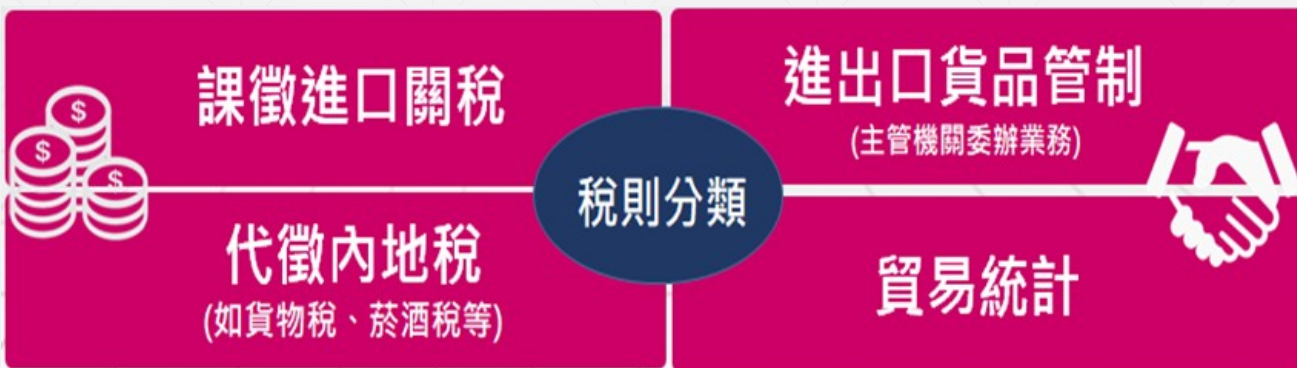 課徵進口關稅
進出口貨品管制
(主管機關委辦業務)
稅則分類
代徵內地稅
(如貨物稅、菸酒稅等)
貿易統計
$
$
$